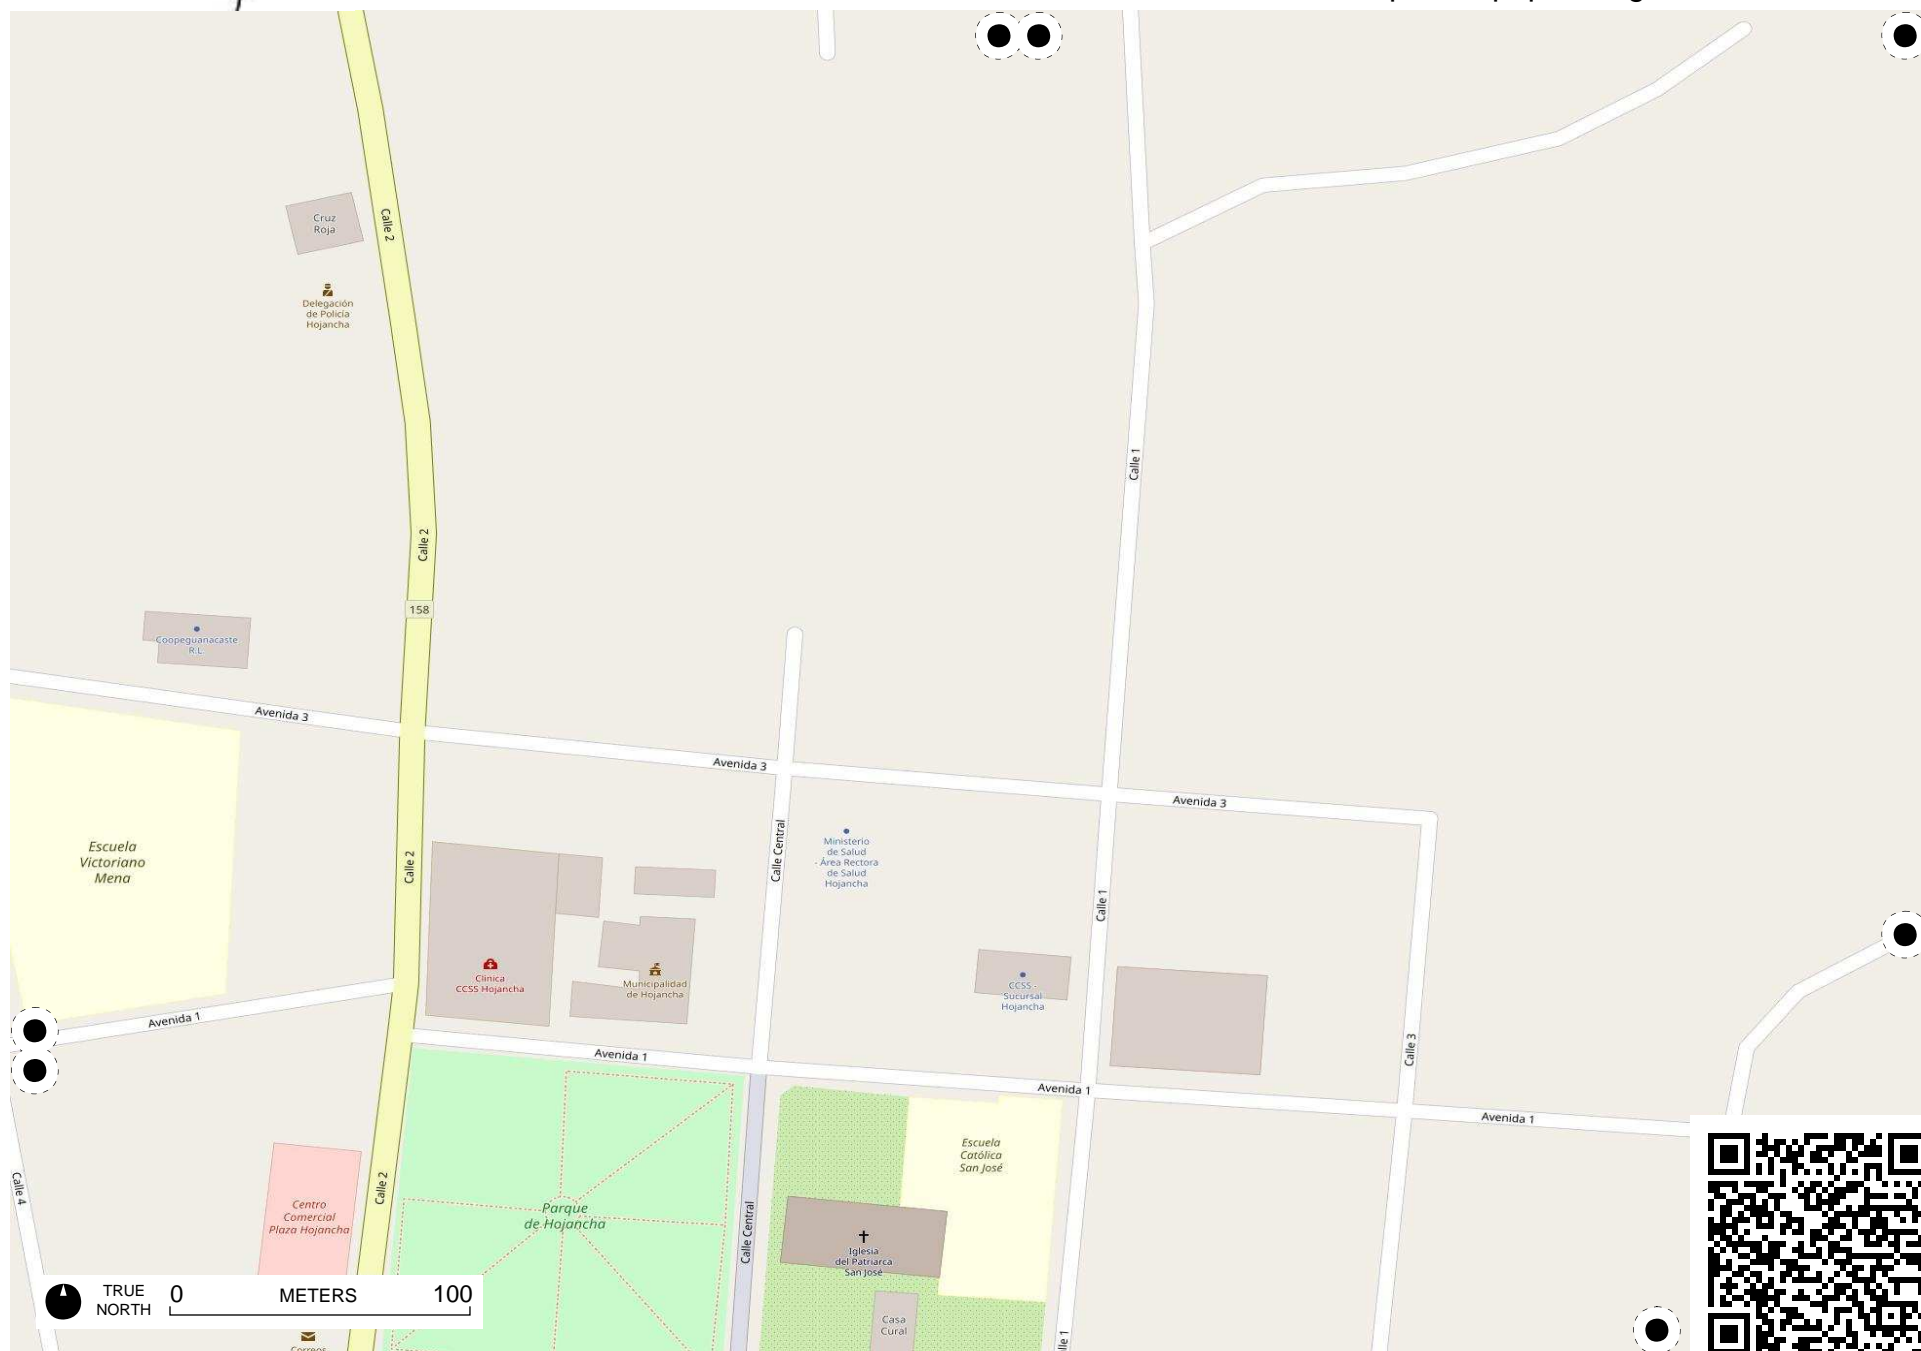 Cruz
Roja
Calle 2
Delegación
de Policía
Hojancha
Calle 1
Calle 2
158
Coopeguanacaste
R.L.
Avenida 3
Avenida 3
Avenida 3
Calle Central
Ministerio
de Salud
- Área Rectora
de Salud
Hojancha
Escuela
Victoriano
Mena
Calle 2
Calle 1
Clínica
CCSS Hojancha
Municipalidad
de Hojancha
CCSS -
Sucursal
Hojancha
Avenida 1
Calle 3
Avenida 1
Avenida 1
Avenida 1
Escuela
Católica
San José
Calle 4
Calle 2
Centro
Comercial
Plaza Hojancha
Parque
de Hojancha
Calle Central
Iglesia
del Patriarca
San José
TRUE
NORTH
0 METERS 100
Casa
Cural
Correos
lle 1